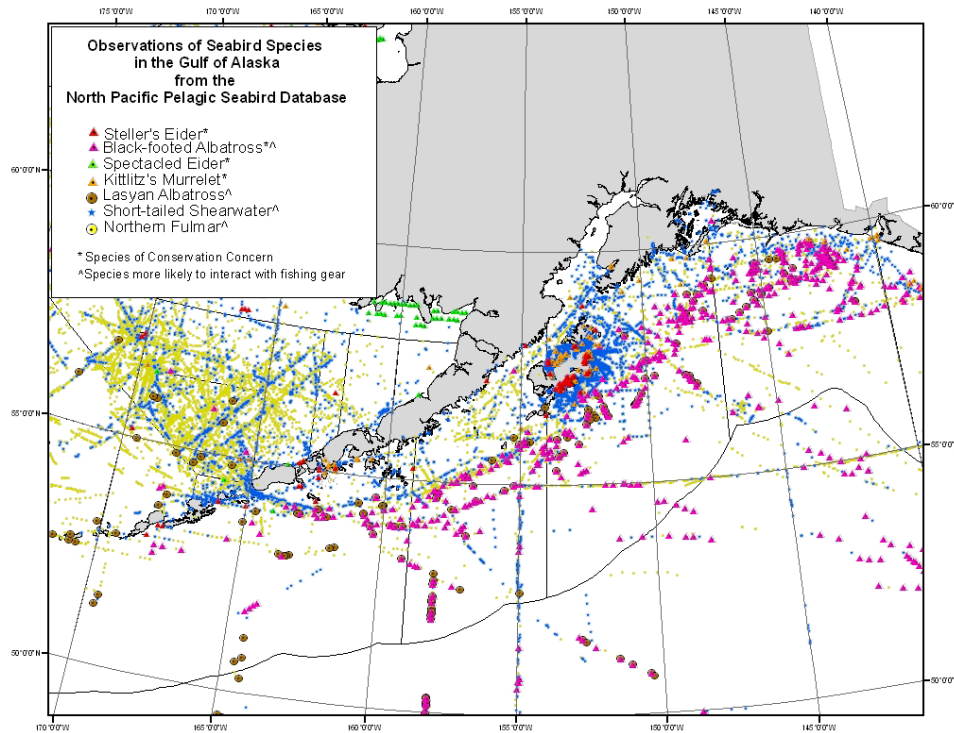 175°0'0"W 170°0'0"W 165°0'0"W 160°0'0"W 155°0'0"W 150°0'0"W 145°0'0"W 140°0'0"W
Observations of Seabird Species
in the Gulf of Alaska
from the
North Pacific Pelagic Seabird Database
Steller's Eider*
Black-footed Albatross*^
Spectacled Eider*
Kittlitz's Murrelet*
Lasyan Albatross^
Short-tailed Shearwater^
Northern Fulmar^
* Species of Conservation Concern
^Species more likely to interact with fishing gear
60°0'0"N
60°0'0"N
55°0'0"N
55°0'0"N
50°0'0"N
50°0'0"N
170°0'0"W 165°0'0"W 160°0'0"W 155°0'0"W 150°0'0"W 145°0'0"W